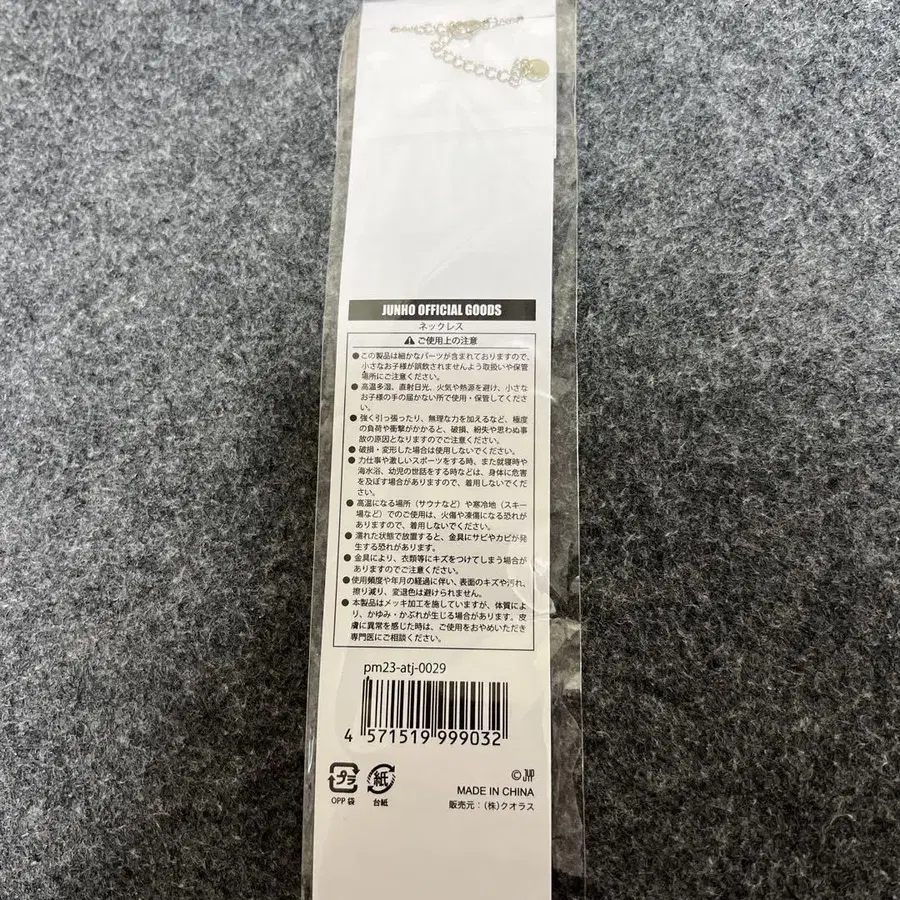 JUNHO OFFICIAL GOODS
ネックレス
ご使用上の注意
●この製品は細かなパーツが含まれておりますので、
小さなお子様が誤飲されませんよう取扱いや保管
場所にご注意ください。
●高温多湿、直射日光、火気や熱源を避け、小さな
お子様の手の届かない所で使用・保管してくださ
い。
●強く引っ張ったり、無理な力を加えるなど、極度
の負荷や衝撃がかかると、破損、紛失や思わぬ事
故の原因となりますのでご注意ください。
●破損・変形した場合は使用しないでください。
●力仕事や激しいスポーツをする時、また就寝時や
海水浴、幼児の世話をする時などは、身体に危害
を及ぼす場合がありますので、着用しないでくだ
さい。
●高温になる場所（サウナなど）や寒冷地（スキー
場など）でのご使用は、火傷や凍傷になる恐れが
ありますので、着用しないでください。
●濡れた状態で放置すると、金具にサビやカビが発
生する恐れがあります。
●金具により、衣類等にキズをつけてしまう場合が
ありますのでご注意ください。
●使用頻度や年月の経過に伴い、表面のキズや汚れ、
擦り減り、変退色は避けられません。
●本製品はメッキ加工を施していますが、体質によ
り、かゆみ・かぶれが生じる場合があります。皮
膚に異常を感じた時は、ご使用をおやめいただき
専門医にご相談ください。
pm23-atj-0029
4 571519 999032
プラ
OPP 袋
紙
台紙
© JYP
MADE IN CHINA
販売元：(株)クオラス